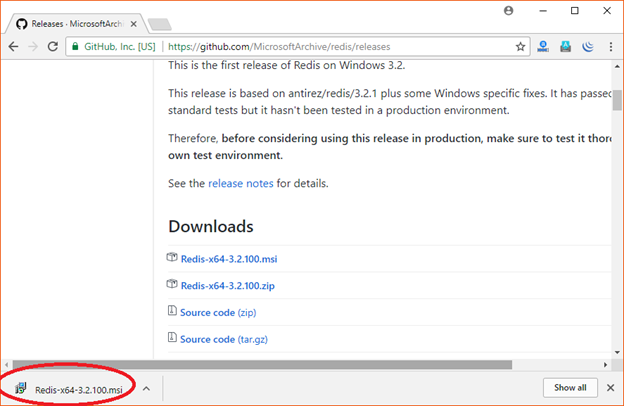 Releases · MicrosoftArchiv
GitHub, Inc. [US] | https://github.com/MicrosoftArchive/redis/releases
This is the first release of Redis on Windows 3.2.
This release is based on antirez/redis/3.2.1 plus some Windows specific fixes. It has passed
standard tests but it hasn't been tested in a production environment.
Therefore, before considering using this release in production, make sure to test it thor
own test environment.
See the release notes for details.
Downloads
Redis-x64-3.2.100.msi
Redis-x64-3.2.100.zip
Source code (zip)
Source code (tar.gz)
Redis-x64-3.2.100.msi
Show all